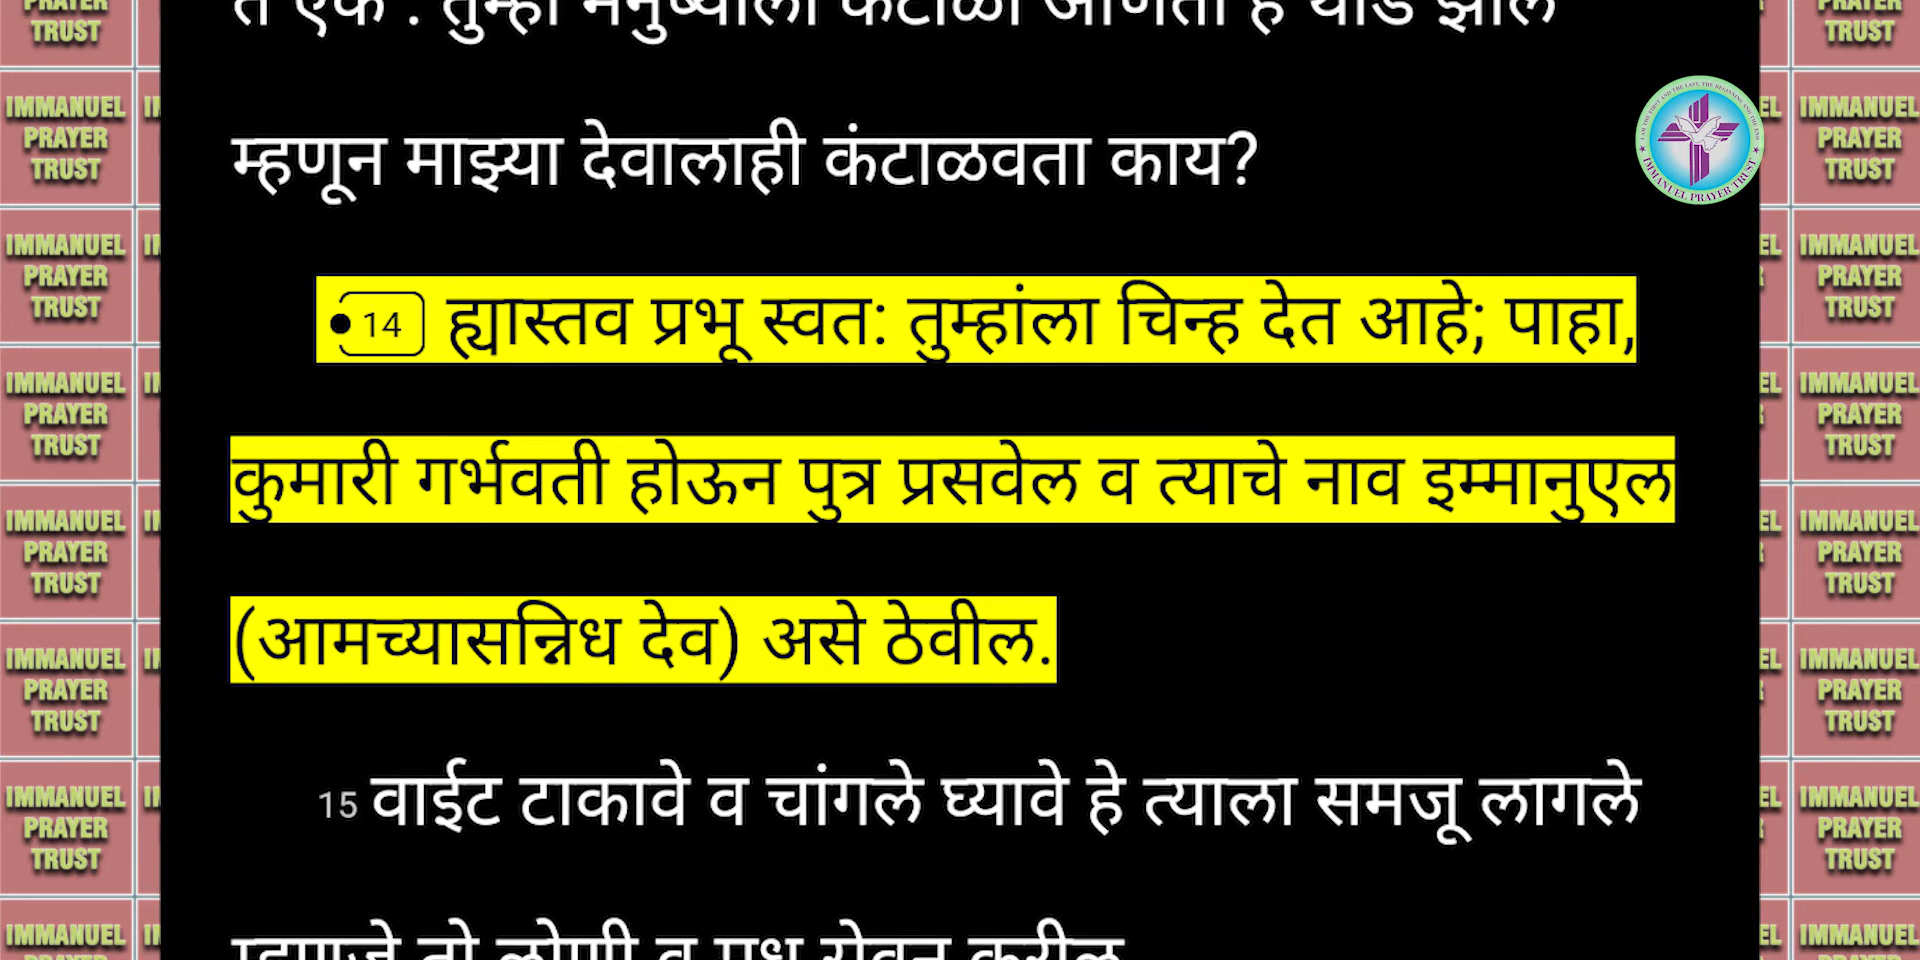 म्हणून माझ्या देवालाही कंटाळवता काय?
14 ह्यास्तव प्रभू स्वत: तुम्हांला चिन्ह देत आहे; पाहा,
कुमारी गर्भवती होऊन पुत्र प्रसवेल व त्याचे नाव इम्मानुएल
(आमच्यासन्निध देव) असे ठेवील.
15 वाईट टाकावे व चांगले घ्यावे हे त्याला समजू लागले
IMMANUEL PRAYER TRUST
IMMANUEL
PRAYER
TRUST